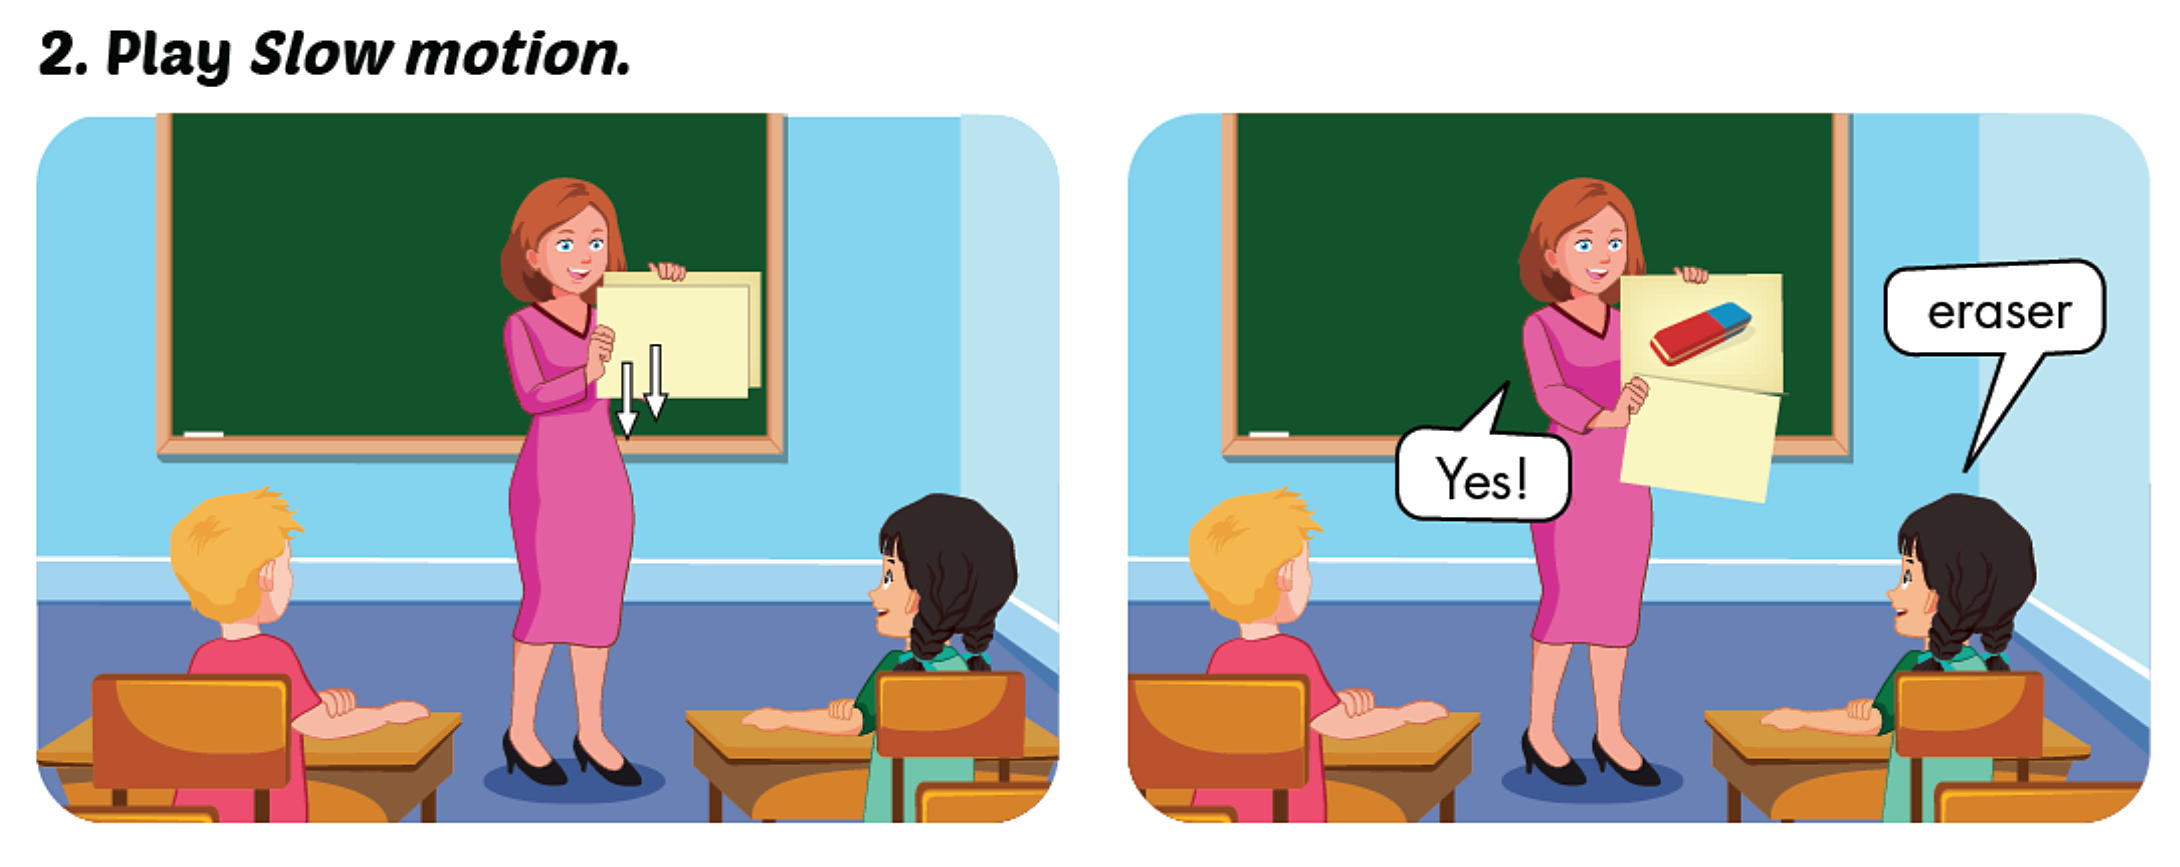 2. Play Slow motion.
Yes!
eraser